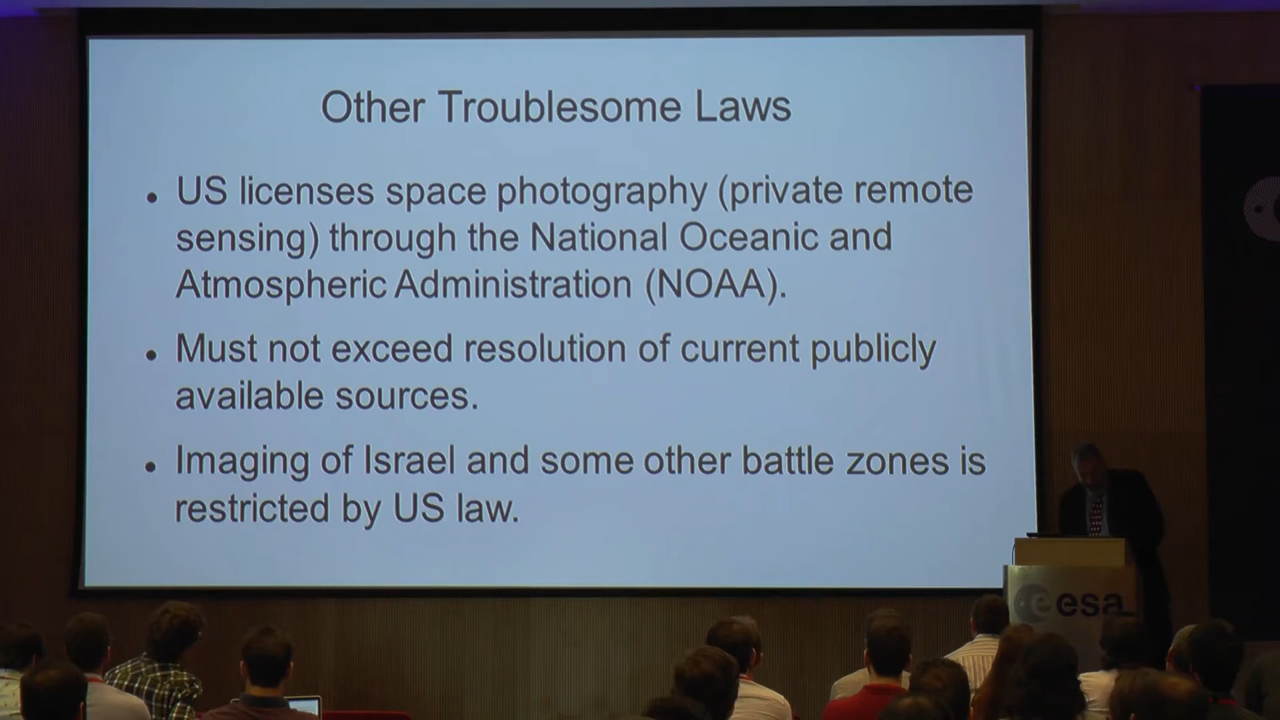 Other Troublesome Laws
• US licenses space photography (private remote
sensing) through the National Oceanic and
Atmospheric Administration (NOAA).
• Must not exceed resolution of current publicly
available sources.
• Imaging of Israel and some other battle zones is
restricted by US law.
esa